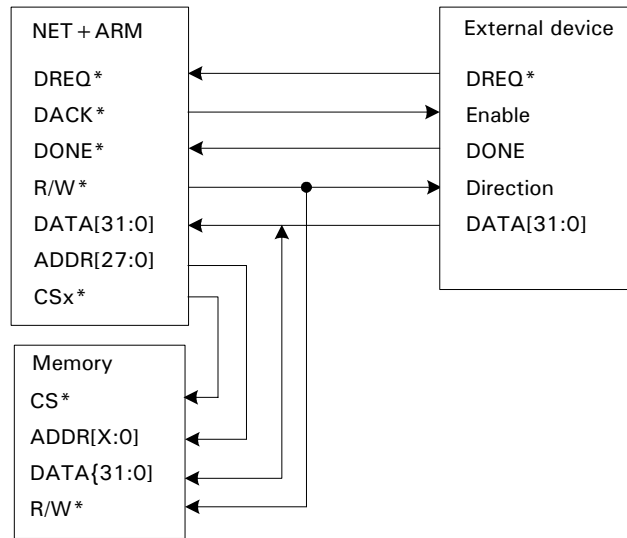 NET+ARM
DREQ*
DACK*
DONE*
R/W*
DATA[31:0]
ADDR[27:0]
CSx*
External device
DREQ*
Enable
DONE
Direction
DATA[31:0]
Memory
CS*
ADDR[X:0]
DATA{31:0]
R/W*